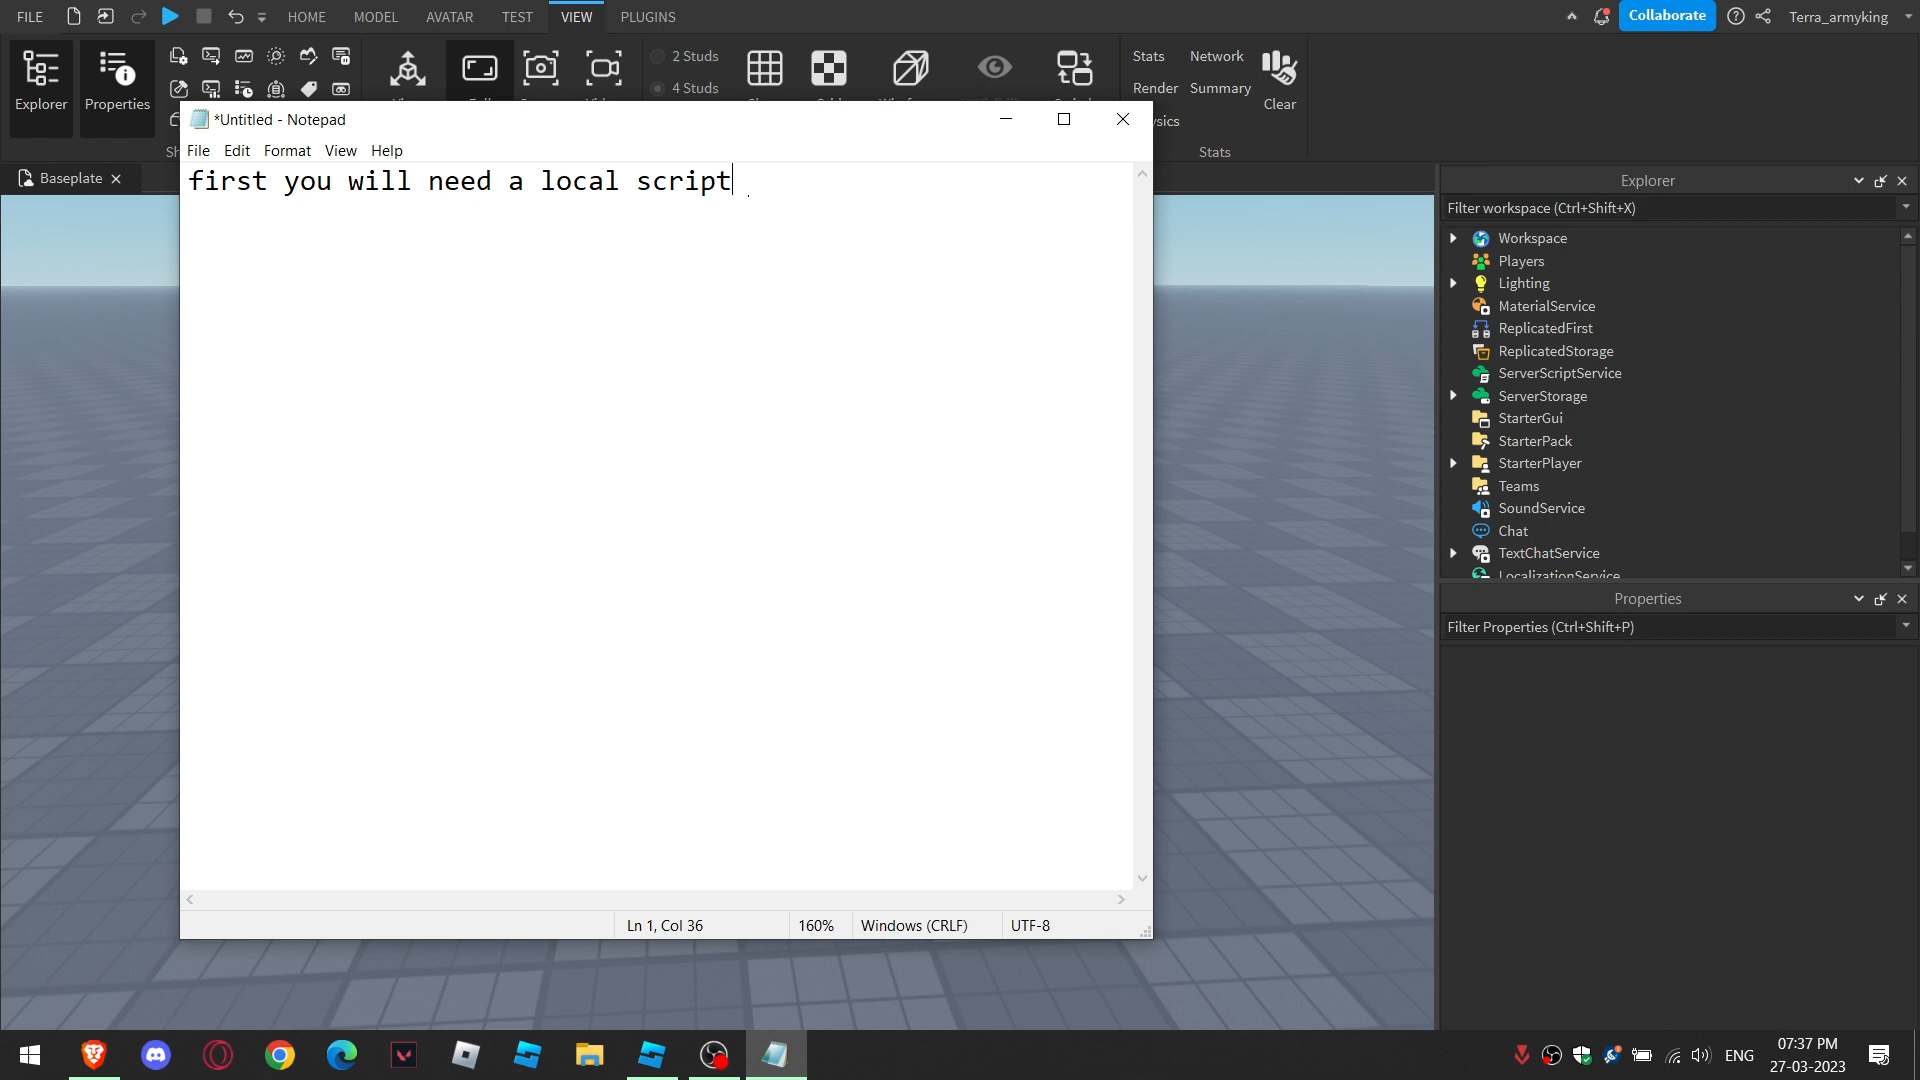 FILE
HOME
MODEL
AVATAR
TEST
VIEW
PLUGINS
Collaborate
Terra_armyking
Explorer
Properties
2 Studs
4 Studs
Stats
Network
Render
Summary
Clear
Stats
*Untitled - Notepad
File Edit Format View Help
first you will need a local script
Ln 1, Col 36
160%
Windows (CRLF)
UTF-8
Baseplate
Explorer
Filter workspace (Ctrl+Shift+X)
Workspace
Players
Lighting
MaterialService
ReplicatedFirst
ReplicatedStorage
ServerScriptService
ServerStorage
StarterGui
StarterPack
StarterPlayer
Teams
SoundService
Chat
TextChatService
LocalizationService
Properties
Filter Properties (Ctrl+Shift+P)
ENG
07:37 PM
27-03-2023